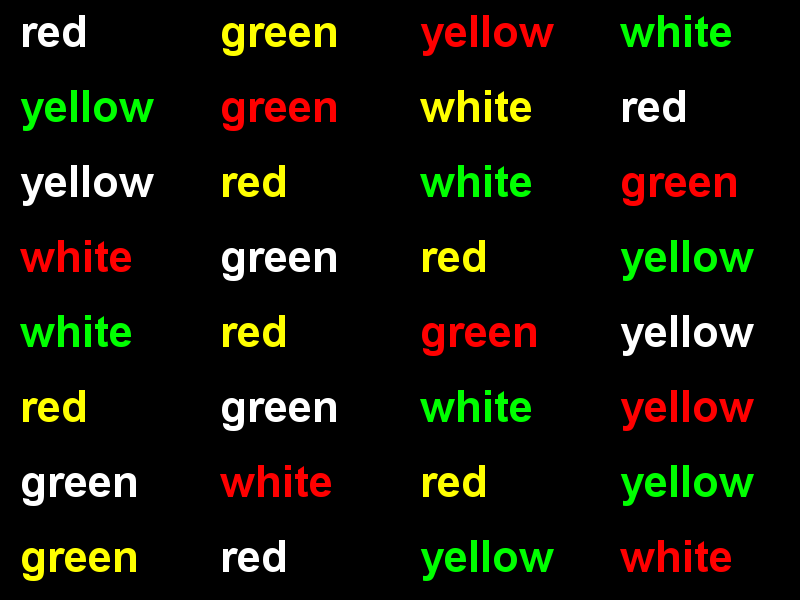 red green yellow white
yellow green white red
yellow red white green
white green red yellow
white red green yellow
red green white yellow
green white red yellow
green red yellow white